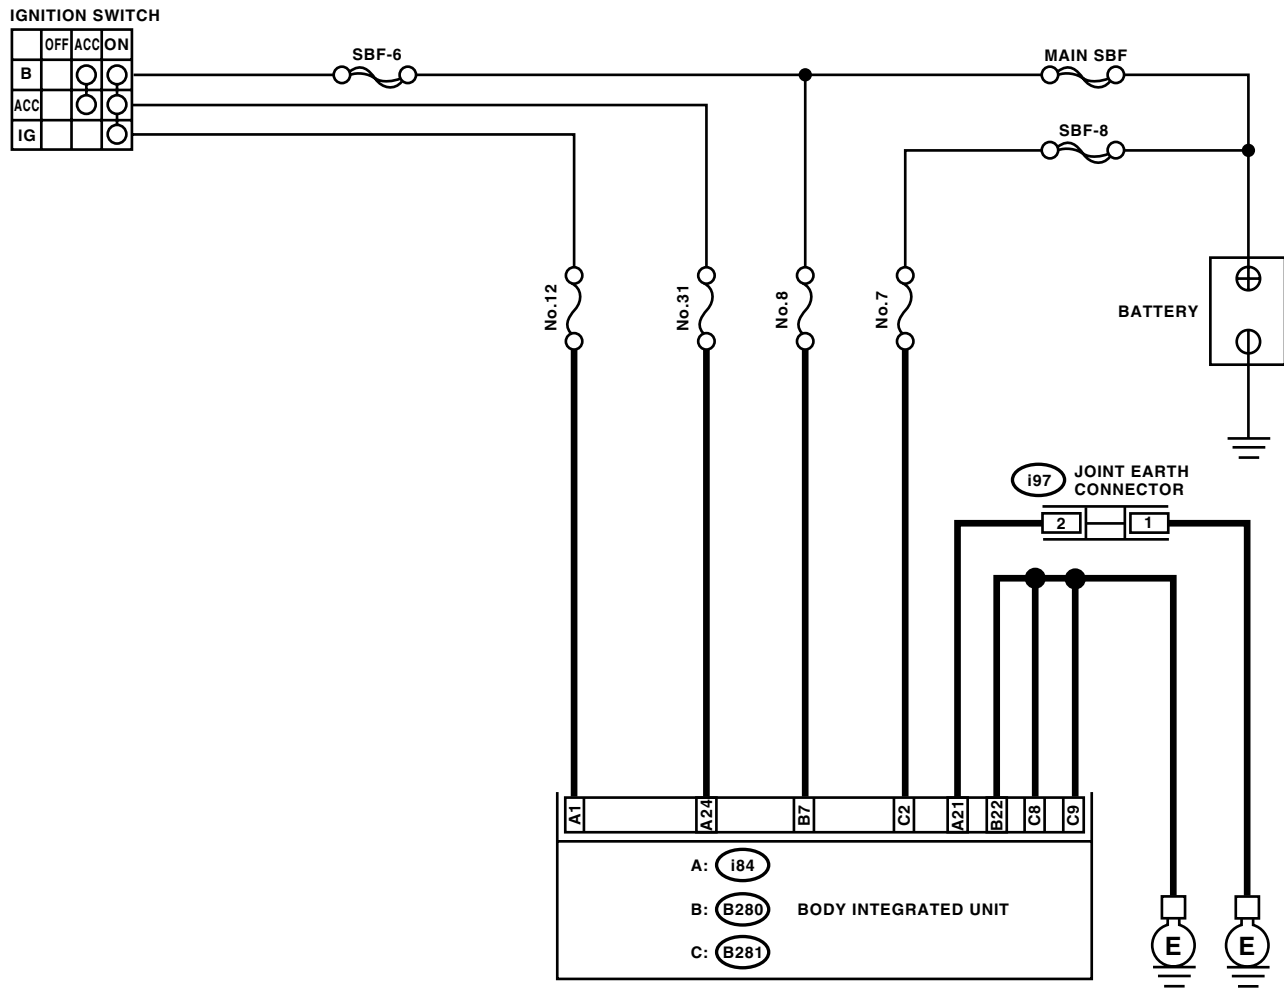 IGNITION SWITCH
OFF ACC ON
B
ACC
IG
SBF-6
MAIN SBF
SBF-8
No.12
No.31
No.8
No.7
BATTERY
i97
JOINT EARTH
CONNECTOR
2 1
A1 A24 B7 C2 A21 B22 C8 C9
A: i84
B: B280 BODY INTEGRATED UNIT
C: B281
E E